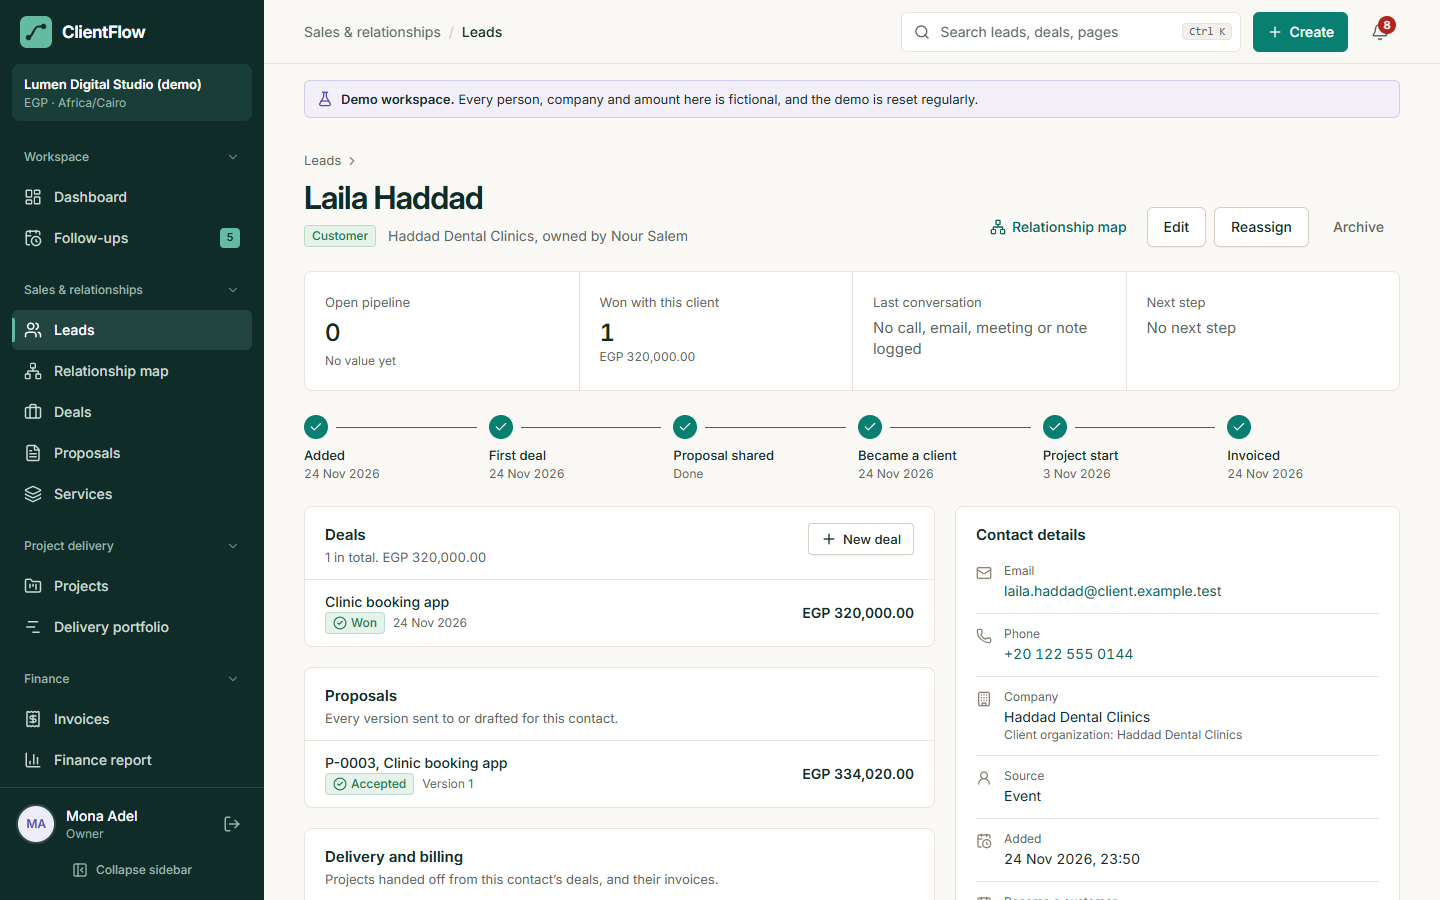 ClientFlow
Lumen Digital Studio (demo)
EGP · Africa/Cairo
Workspace
Dashboard
Follow-ups
5
Sales & relationships
Leads
Relationship map
Deals
Proposals
Services
Project delivery
Projects
Delivery portfolio
Finance
Invoices
Finance report
MA
Mona Adel
Owner
Collapse sidebar
Sales & relationships / Leads
Search leads, deals, pages
Ctrl K
Create
8
Demo workspace. Every person, company and amount here is fictional, and the demo is reset regularly.
Leads
Laila Haddad
Customer
Haddad Dental Clinics, owned by Nour Salem
Relationship map
Edit
Reassign
Archive
Open pipeline
0
No value yet
Won with this client
1
EGP 320,000.00
Last conversation
No call, email, meeting or note
logged
Next step
No next step
Added
24 Nov 2026
First deal
24 Nov 2026
Proposal shared
Done
Became a client
24 Nov 2026
Project start
3 Nov 2026
Invoiced
24 Nov 2026
Deals
1 in total. EGP 320,000.00
New deal
Clinic booking app
Won
24 Nov 2026
EGP 320,000.00
Proposals
Every version sent to or drafted for this contact.
P-0003, Clinic booking app
Accepted
Version 1
EGP 334,020.00
Delivery and billing
Projects handed off from this contact's deals, and their invoices.
Contact details
Email
laila.haddad@client.example.test
Phone
+20 122 555 0144
Company
Haddad Dental Clinics
Client organization: Haddad Dental Clinics
Source
Event
Added
24 Nov 2026, 23:50